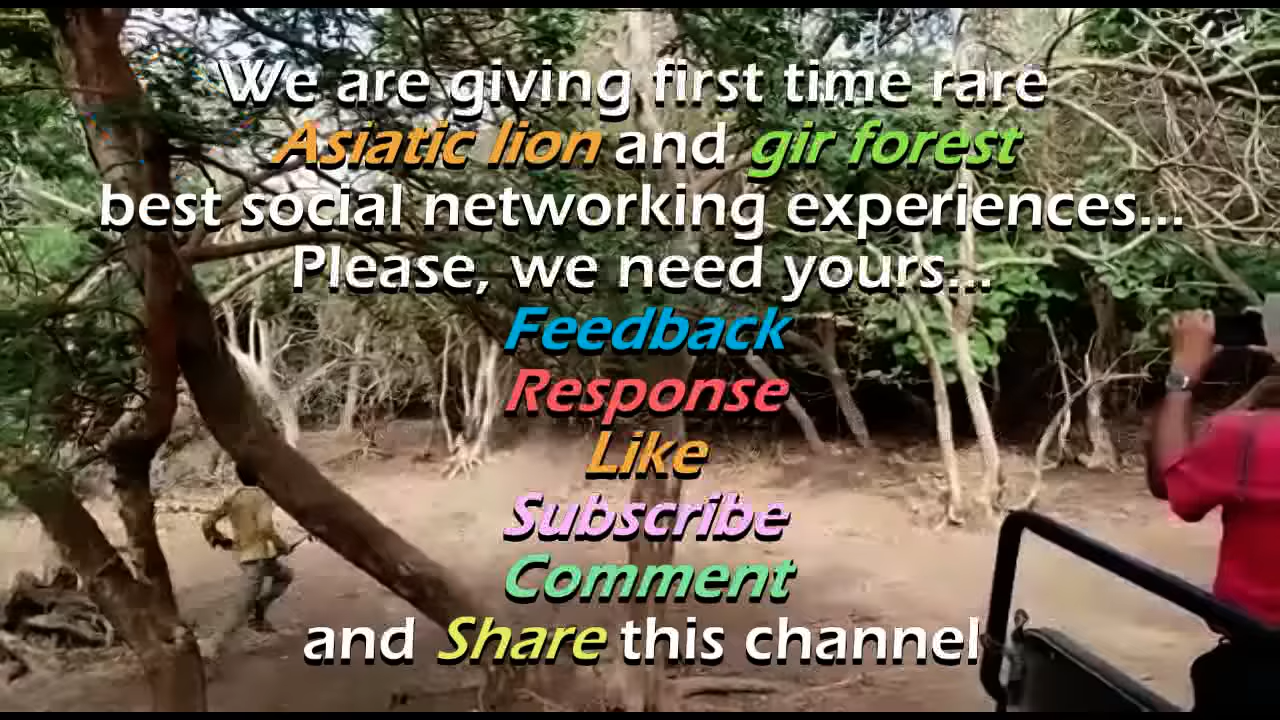 We are giving first time rare
Asiatic lion and gir forest
best social networking experiences...
Please, we need yours...
Feedback
Response
Like
Subscribe
Comment
and Share this channel